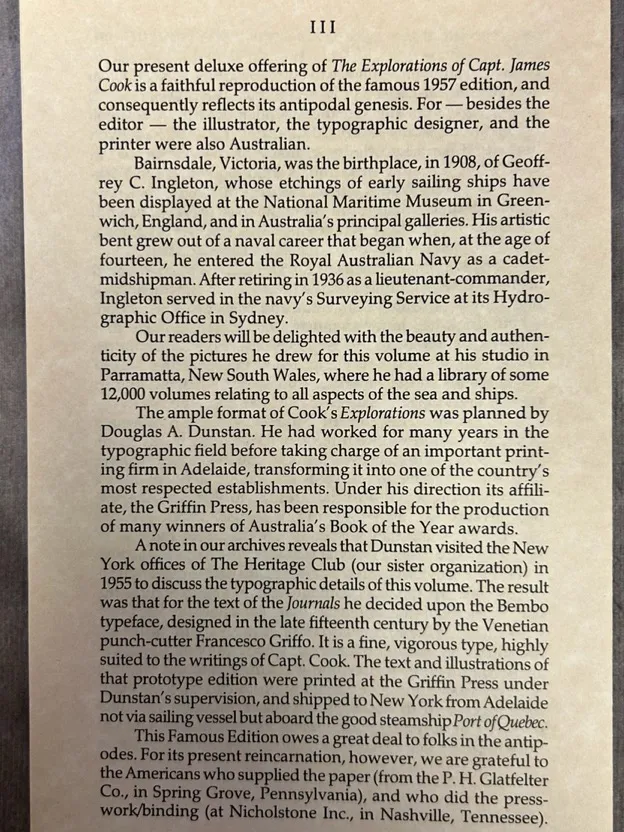 III
Our present deluxe offering of The Explorations of Capt. James
Cook is a faithful reproduction of the famous 1957 edition, and
consequently reflects its antipodal genesis. For — besides the
editor — the illustrator, the typographic designer, and the
printer were also Australian.
Bairnsdale, Victoria, was the birthplace, in 1908, of Geoff-
rey C. Ingleton, whose etchings of early sailing ships have
been displayed at the National Maritime Museum in Green-
wich, England, and in Australia's principal galleries. His artistic
bent grew out of a naval career that began when, at the age of
fourteen, he entered the Royal Australian Navy as a cadet-
midshipman. After retiring in 1936 as a lieutenant-commander,
Ingleton served in the navy's Surveying Service at its Hydro-
graphic Office in Sydney.
Our readers will be delighted with the beauty and authen-
ticity of the pictures he drew for this volume at his studio in
Parramatta, New South Wales, where he had a library of some
12,000 volumes relating to all aspects of the sea and ships.
The ample format of Cook's Explorations was planned by
Douglas A. Dunstan. He had worked for many years in the
typographic field before taking charge of an important print-
ing firm in Adelaide, transforming it into one of the country's
most respected establishments. Under his direction its affili-
ate, the Griffin Press, has been responsible for the production
of many winners of Australia's Book of the Year awards.
A note in our archives reveals that Dunstan visited the New
York offices of The Heritage Club (our sister organization) in
1955 to discuss the typographic details of this volume. The result
was that for the text of the Journals he decided upon the Bembo
typeface, designed in the late fifteenth century by the Venetian
punch-cutter Francesco Griffo. It is a fine, vigorous type, highly
suited to the writings of Capt. Cook. The text and illustrations of
that prototype edition were printed at the Griffin Press under
Dunstan's supervision, and shipped to New York from Adelaide
not via sailing vessel but aboard the good steamship Port of Quebec.
This Famous Edition owes a great deal to folks in the antip-
odes. For its present reincarnation, however, we are grateful to
the Americans who supplied the paper (from the P. H. Glatfelter
Co., in Spring Grove, Pennsylvania), and who did the press-
work/binding (at Nicholstone Inc., in Nashville, Tennessee).